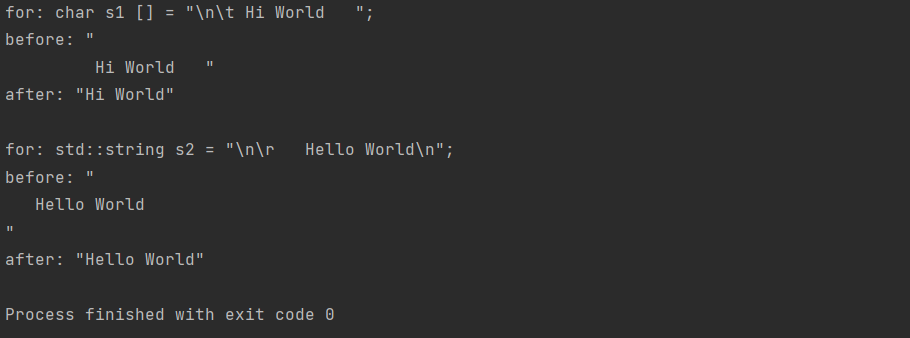 for: char s1 [] = "\n\t Hi World   ";
before: "
         Hi World   "
after: "Hi World"

for: std::string s2 = "\n\r   Hello World\n";
before: "
   Hello World
"
after: "Hello World"

Process finished with exit code 0